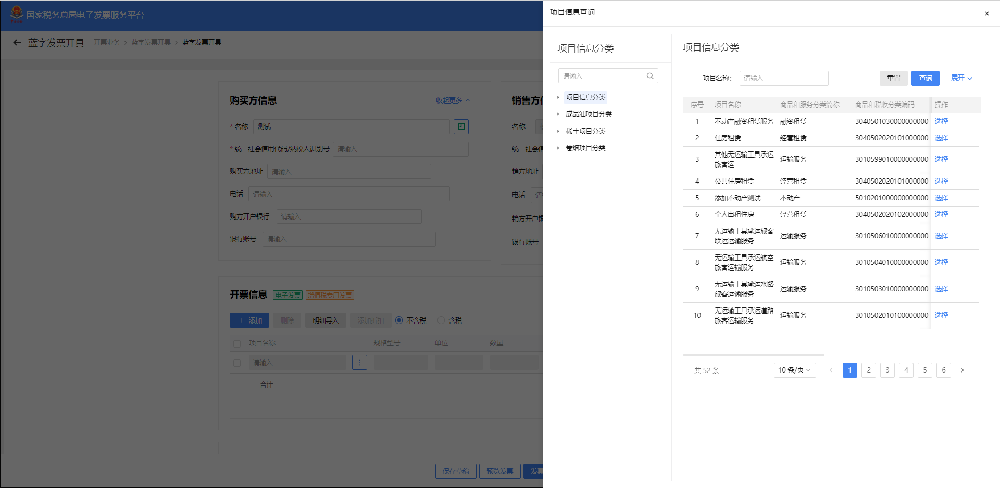 国家税务总局电子发票服务平台
蓝字发票开具 开票业务 > 蓝字发票开具 > 蓝字发票开具
购买方信息 收起更多
* 名称 测试
* 统一社会信用代码/纳税人识别号 请输入
购买方地址 请输入
电话 请输入
购方开户银行 请输入
银行账号 请输入
销售方
名称
统一社会
销方地址
电话 请
销方开户
银行账号
开票信息 电子发票 增值税专用发票
+ 添加 删除 明细导入 添加折扣 不含税 含税
项目名称 规格型号 单位 数量
请输入
合计
保存草稿 预览发票 发票
项目信息查询 ×
项目信息分类
请输入
项目信息分类
成品油项目分类
稀土项目分类
卷烟项目分类
项目信息分类
项目名称: 请输入 重置 查询 展开
序号 项目名称 商品和服务分类简称 商品和税收分类编码 操作
1 不动产融资租赁服务 融资租赁 3040501030000000000 选择
2 住房租赁 经营租赁 3040502020101000000 选择
3 其他无运输工具承运旅客运 运输服务 3010599010000000000 选择
4 公共住房租赁 经营租赁 3040502020101000000 选择
5 添加不动产测试 不动产 5010201000000000000 选择
6 个人出租住房 经营租赁 3040502020102000000 选择
7 无运输工具承运旅客联运运输服务 运输服务 3010506010000000000 选择
8 无运输工具承运航空旅客运输服务 运输服务 3010504010000000000 选择
9 无运输工具承运水路旅客运输服务 运输服务 3010503010000000000 选择
10 无运输工具承运道路旅客运输服务 运输服务 3010502010100000000 选择
共 52 条 10 条/页 < 1 2 3 4 5 6 >